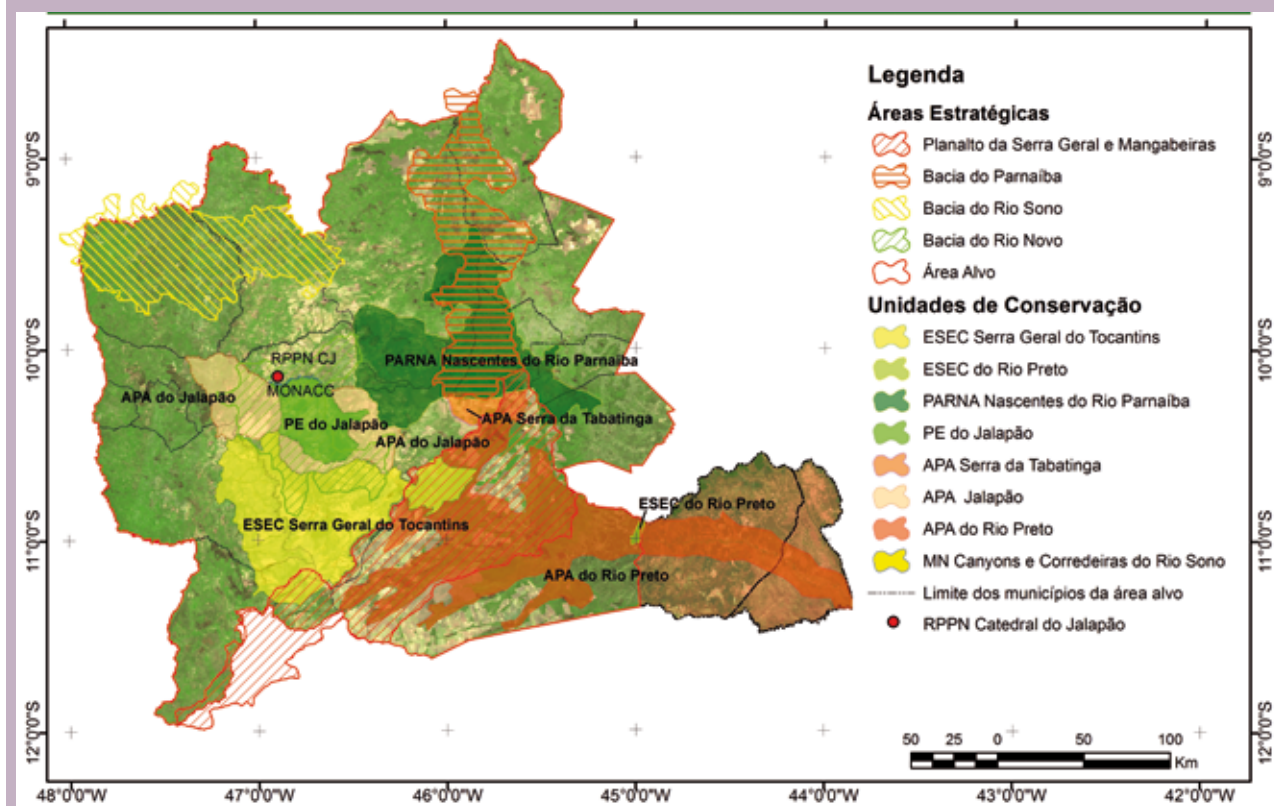 Legenda
Áreas Estratégicas
Planalto da Serra Geral e Mangabeiras
Bacia do Parnaíba
Bacia do Rio Sono
Bacia do Rio Novo
Área Alvo
Unidades de Conservação
ESEC Serra Geral do Tocantins
ESEC do Rio Preto
PARNA Nascentes do Rio Parnaíba
PE do Jalapão
APA Serra da Tabatinga
APA Jalapão
APA do Rio Preto
MN Canyons e Corredeiras do Rio Sono
Limite dos municípios da área alvo
RPPN Catedral do Jalapão
50 25 0 50 100
Km
RPPN CJ
MONACC
PARNA Nascentes do Rio Parnaíba
APA do Jalapão
PE do Jalapão
APA Serra da Tabatinga
APA do Jalapão
ESEC do Rio Preto
ESEC Serra Geral do Tocantins
APA do Rio Preto
9°0'0"S
10°0'0"S
11°0'0"S
12°0'0"S
9°0'0"S
10°0'0"S
11°0'0"S
12°0'0"S
48°0'0"W 47°0'0"W 46°0'0"W 45°0'0"W 44°0'0"W 43°0'0"W 42°0'0"W